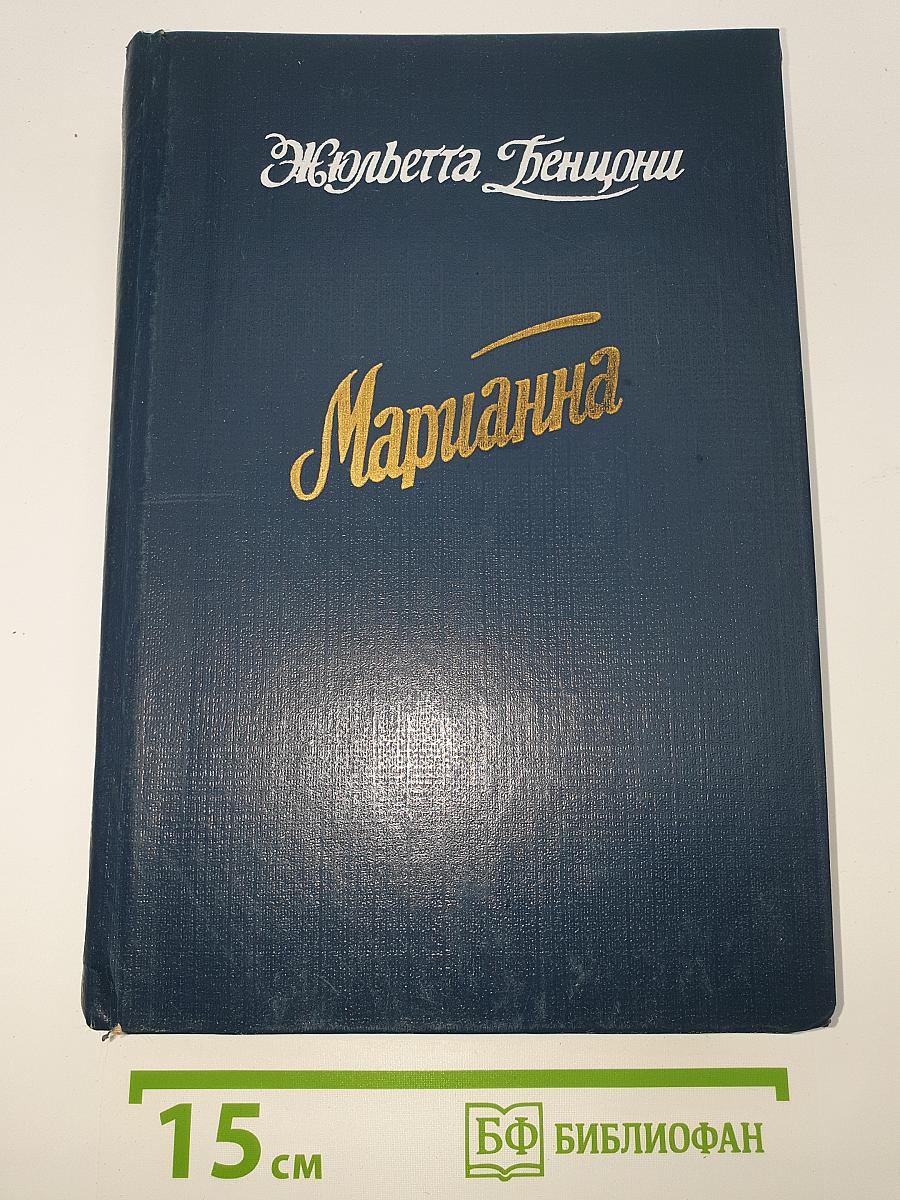 Жюльетта Бенцони
Марианна
15 см
БФ БИБЛИОФАН